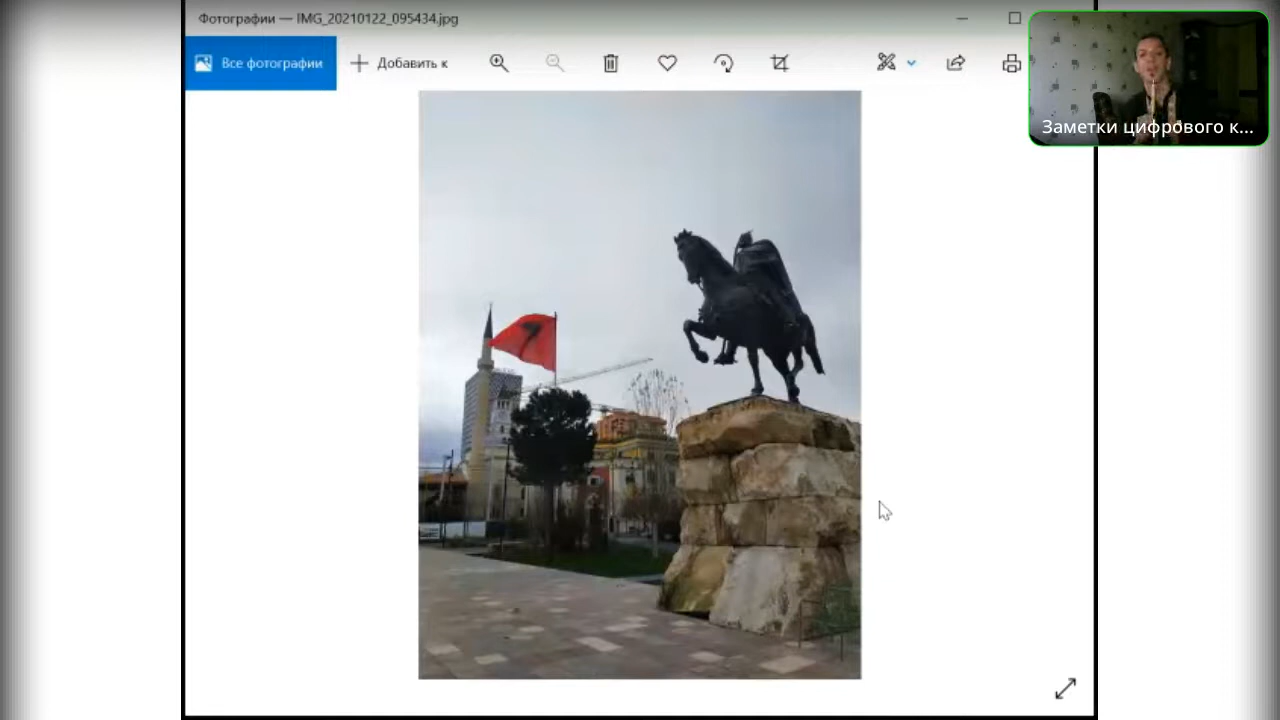 Фотографии — IMG_20210122_095434.jpg
Все фотографии
Добавить к
Заметки цифрового к...